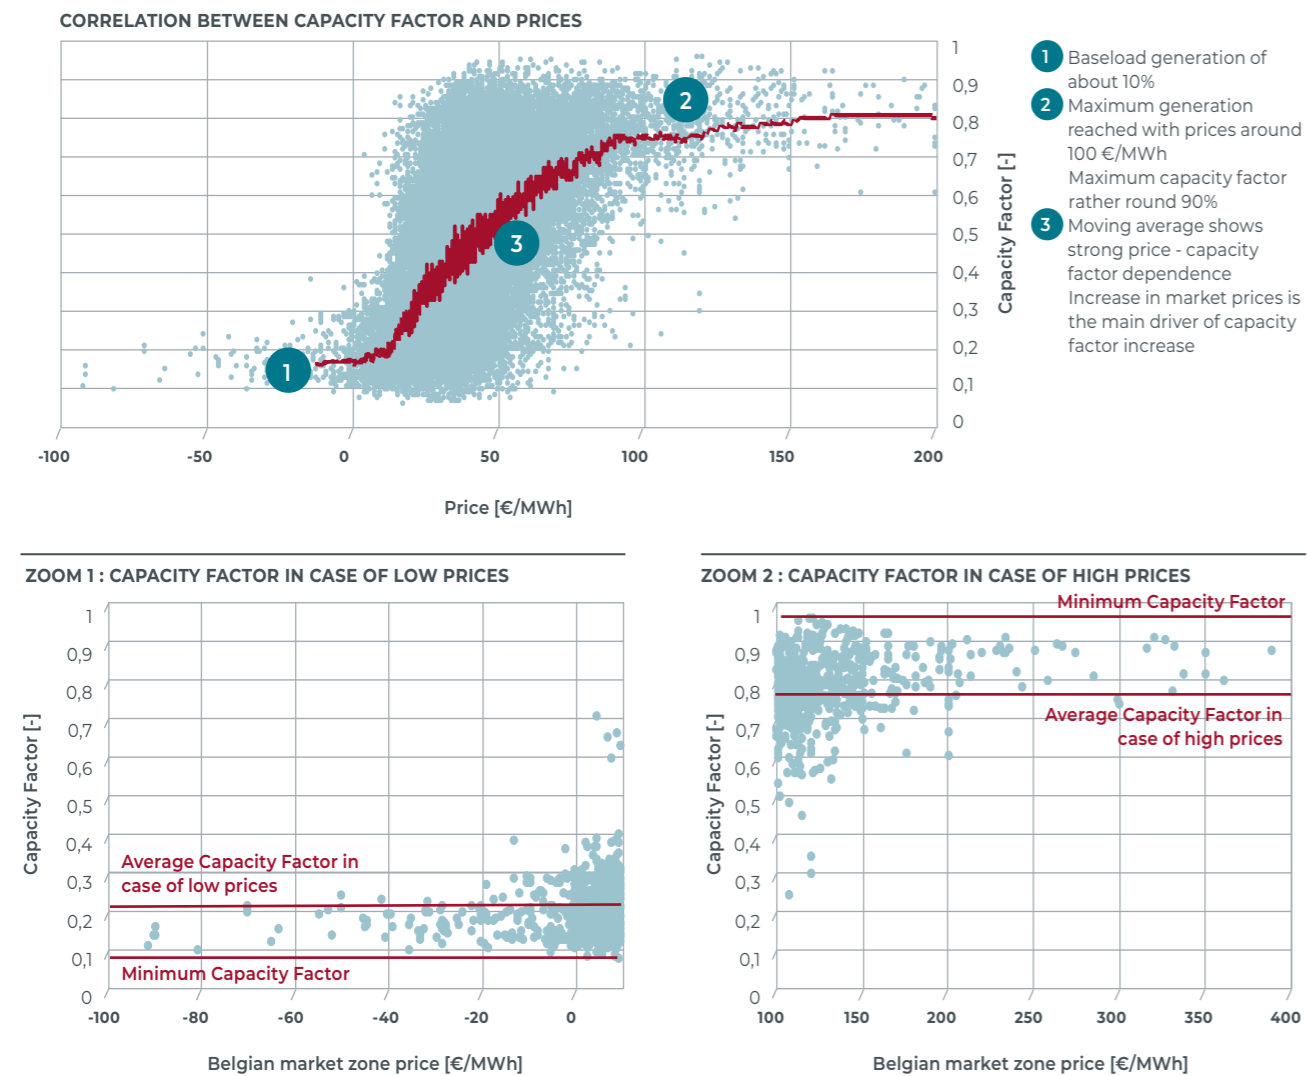 CORRELATION BETWEEN CAPACITY FACTOR AND PRICES
1
0,9
0,8
0,7
0,6
0,5
0,4
0,3
0,2
0,1
0
Capacity Factor [-]
1
2
3
-100
-50
0
50
100
150
200
Price [€/MWh]
1 Baseload generation of
about 10%
2 Maximum generation
reached with prices around
100 €/MWh
Maximum capacity factor
rather round 90%
3 Moving average shows
strong price - capacity
factor dependence
Increase in market prices is
the main driver of capacity
factor increase
ZOOM 1 : CAPACITY FACTOR IN CASE OF LOW PRICES
Capacity Factor [-]
1
0,9
0,8
0,7
0,6
0,5
0,4
0,3
0,2
0,1
0
Average Capacity Factor in
case of low prices
Minimum Capacity Factor
-100
-80
-60
-40
-20
0
Belgian market zone price [€/MWh]
ZOOM 2 : CAPACITY FACTOR IN CASE OF HIGH PRICES
Capacity Factor [-]
1
0,9
0,8
0,7
0,6
0,5
0,4
0,3
0,2
0,1
0
Minimum Capacity Factor
Average Capacity Factor in
case of high prices
100
150
200
250
300
350
400
Belgian market zone price [€/MWh]